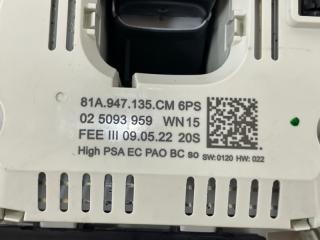 81A.947.135.CM 6PS
02 5093 959 WN15
FEE III 09.05.22 20S
High PSA EC PAO BC so SW:0120 HW: 022